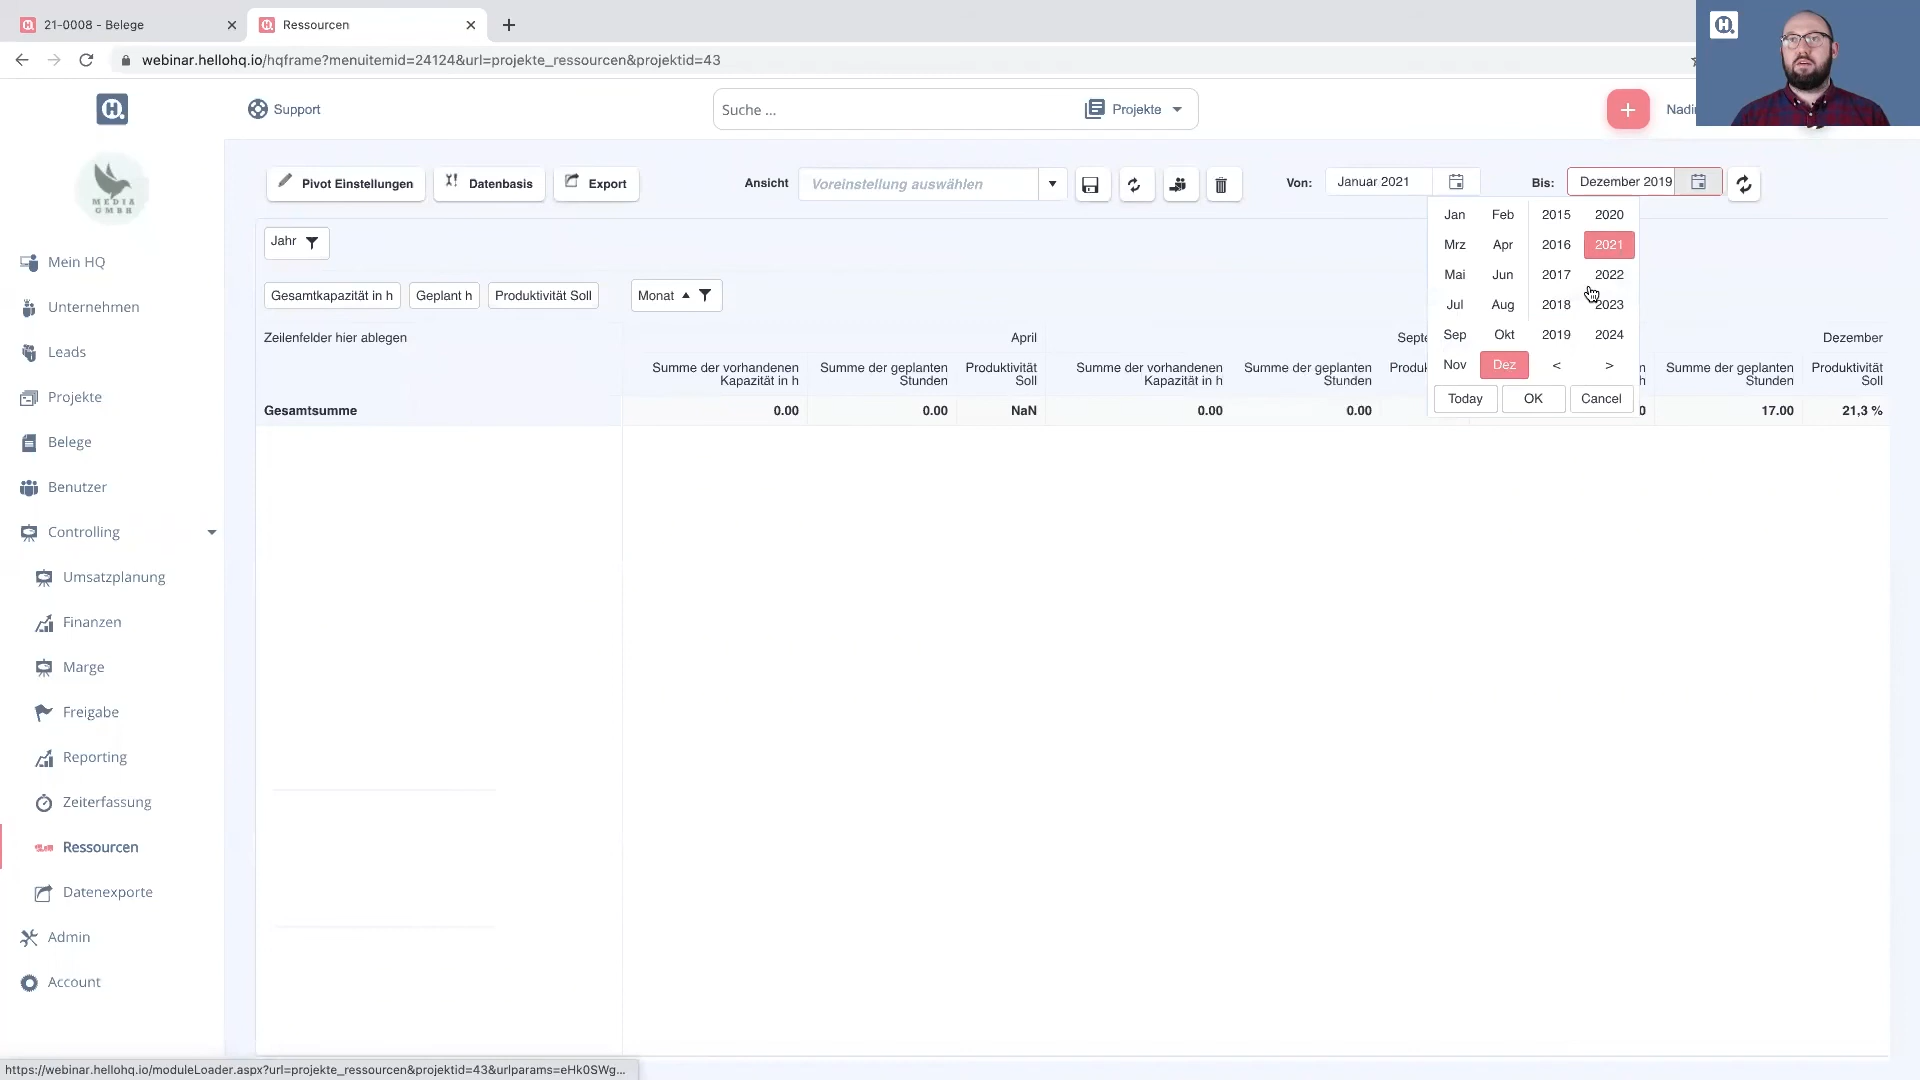 21-0008 - Belege
Ressourcen
webinar.hellohq.io/hqframe?menuitemid=24124&url=projekte_ressourcen&projektid=43
Support
Suche ...
Projekte
MEDIA
GMBH
Pivot Einstellungen
Datenbasis
Export
Ansicht
Voreinstellung auswählen
Von:
Januar 2021
Bis:
Dezember 2019
Jan Feb 2015 2020
Mrz Apr 2016 2021
Mai Jun 2017 2022
Jul Aug 2018 2023
Sep Okt 2019 2024
Nov Dez < >
Today OK Cancel
Jahr
Gesamtkapazität in h
Geplant h
Produktivität Soll
Monat
Zeilenfelder hier ablegen
April
Dezember
Summe der vorhandenen
Kapazität in h
Summe der geplanten
Stunden
Produktivität
Soll
Summe der vorhandenen
Kapazität in h
Summe der geplanten
Stunden
Summe der geplanten
Stunden
Produktivität
Soll
Gesamtsumme 0.00 0.00 NaN 0.00 0.00 17.00 21,3 %
Mein HQ
Unternehmen
Leads
Projekte
Belege
Benutzer
Controlling
Umsatzplanung
Finanzen
Marge
Freigabe
Reporting
Zeiterfassung
Ressourcen
Datenexporte
Admin
Account
https://webinar.hellohq.io/moduleLoader.aspx?url=projekte_ressourcen&projektid=43&urlparams=eHk0SWg...